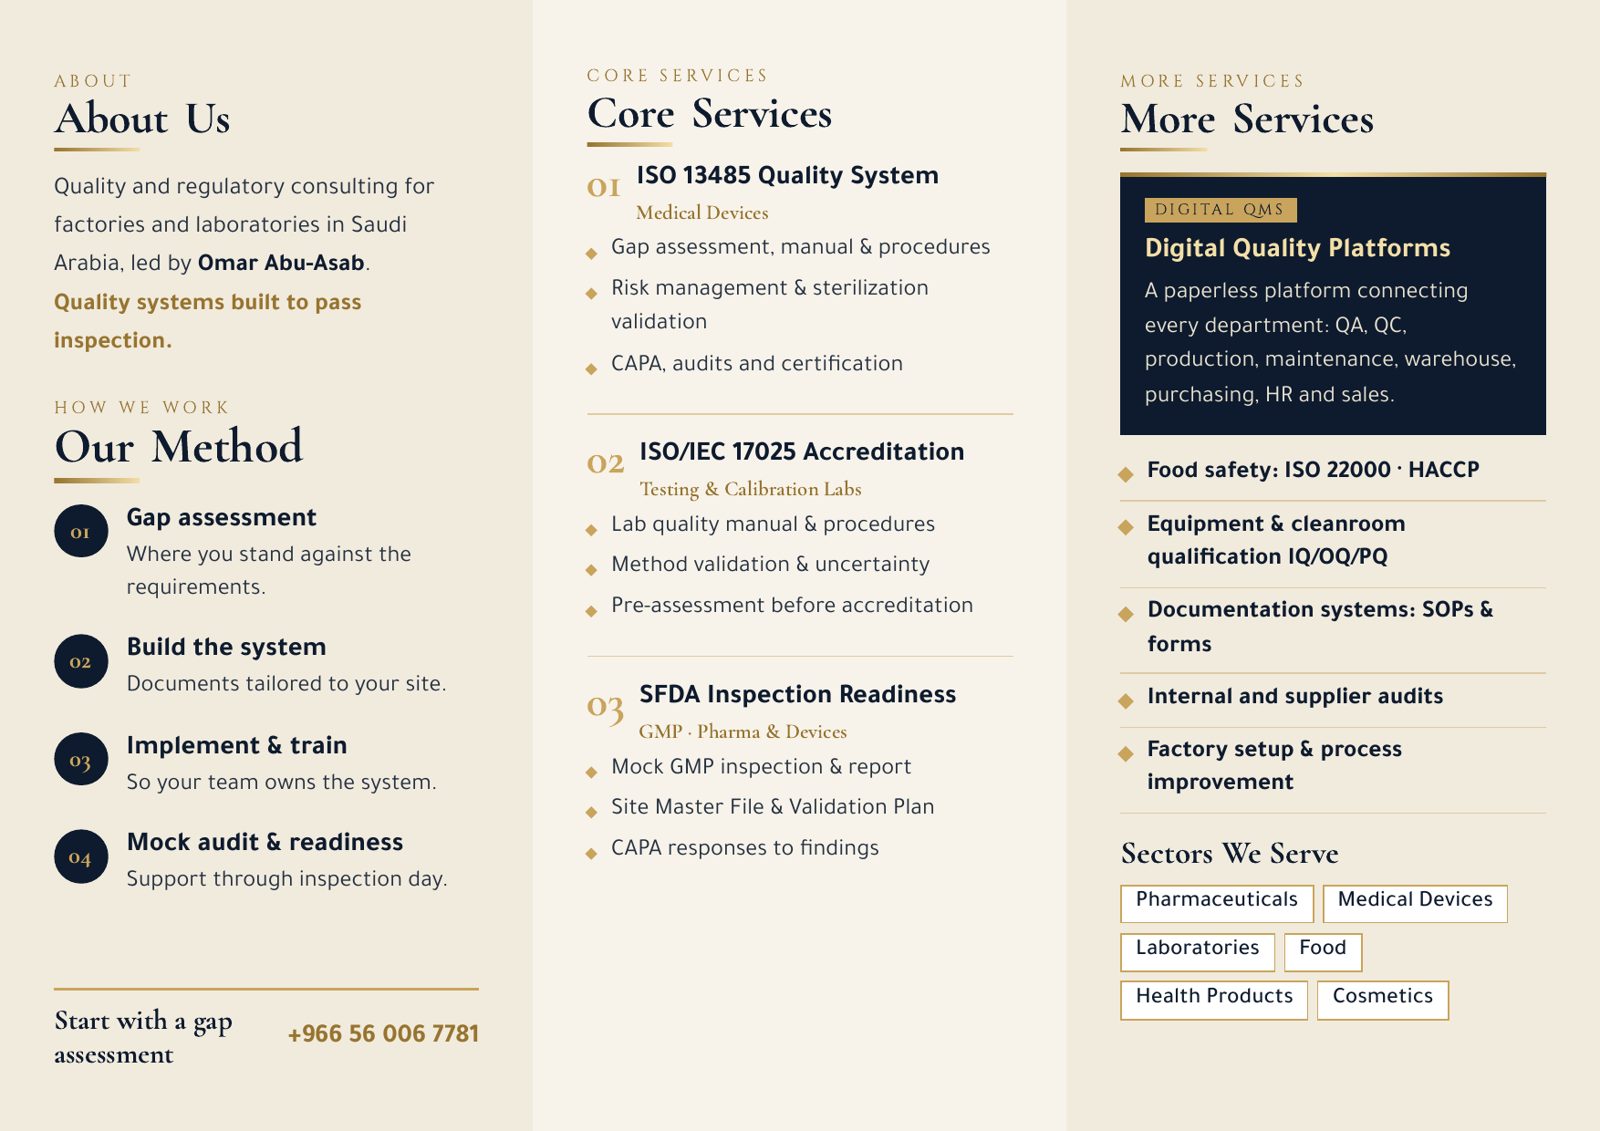 ABOUT
About Us
Quality and regulatory consulting for
factories and laboratories in Saudi
Arabia, led by Omar Abu-Asab.
Quality systems built to pass
inspection.
HOW WE WORK
Our Method
01
Gap assessment
Where you stand against the
requirements.
02
Build the system
Documents tailored to your site.
03
Implement & train
So your team owns the system.
04
Mock audit & readiness
Support through inspection day.
Start with a gap
assessment
+966 56 006 7781
CORE SERVICES
Core Services
01 ISO 13485 Quality System
Medical Devices
Gap assessment, manual & procedures
Risk management & sterilization
validation
CAPA, audits and certification
02 ISO/IEC 17025 Accreditation
Testing & Calibration Labs
Lab quality manual & procedures
Method validation & uncertainty
Pre-assessment before accreditation
03 SFDA Inspection Readiness
GMP · Pharma & Devices
Mock GMP inspection & report
Site Master File & Validation Plan
CAPA responses to findings
MORE SERVICES
More Services
DIGITAL QMS
Digital Quality Platforms
A paperless platform connecting
every department: QA, QC,
production, maintenance, warehouse,
purchasing, HR and sales.
Food safety: ISO 22000 · HACCP
Equipment & cleanroom
qualification IQ/OQ/PQ
Documentation systems: SOPs &
forms
Internal and supplier audits
Factory setup & process
improvement
Sectors We Serve
Pharmaceuticals Medical Devices
Laboratories Food
Health Products Cosmetics